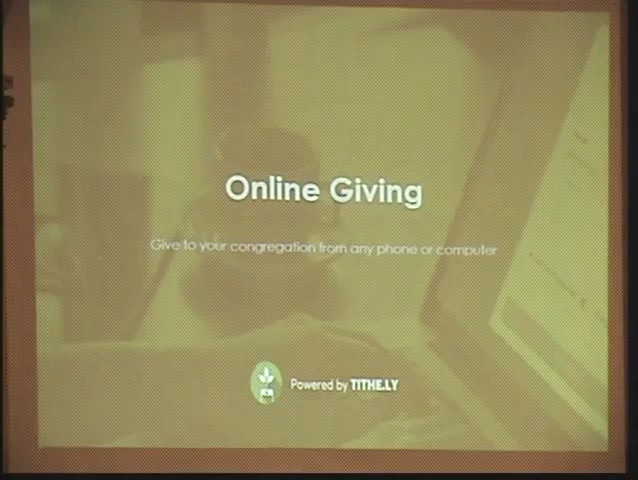 Online Giving
Give to your congregation from any phone or computer
Powered by TITHE.LY